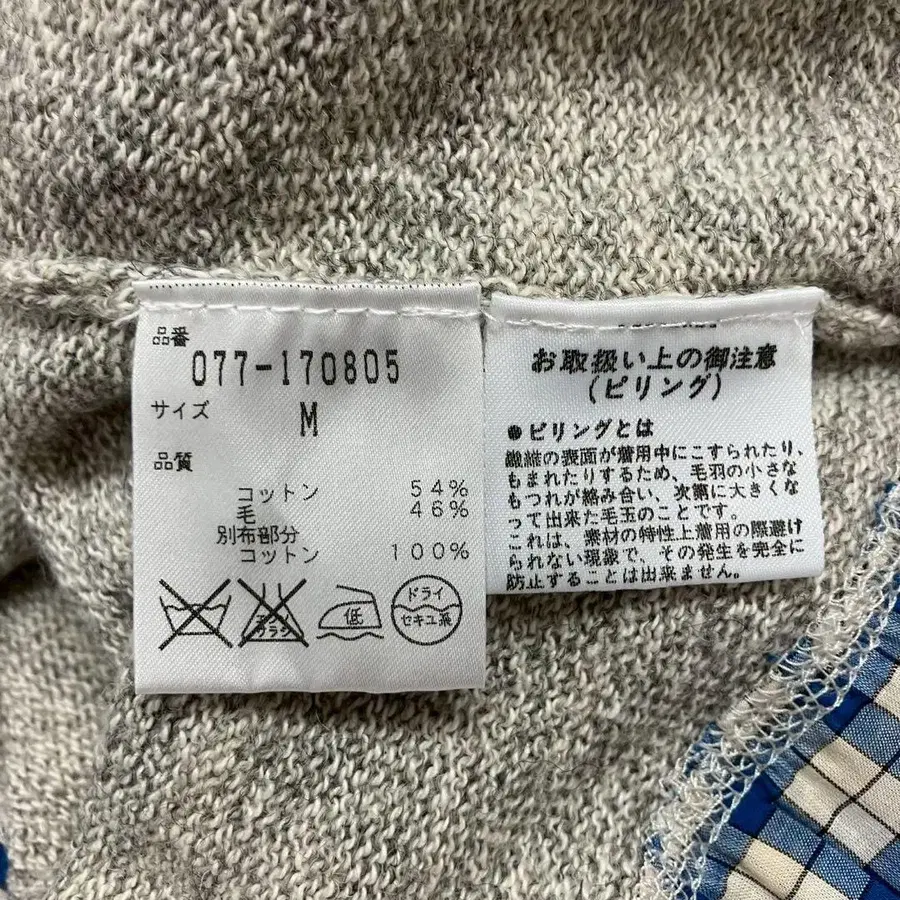 品番
077-170805
サイズ
M
品質
コットン 54%
毛 46%
別布部分
コットン 100%
エンソ
サラシ
低
ドライ
セキユ系
お取扱い上の御注意
(ピリング)
●ピリングとは
繊維の表面が着用中にこすられたり、
もまれたりするため、毛羽の小さな
もつれが絡み合い、次第に大きくな
って出来た毛玉のことです。
これは、素材の特性上着用の際避け
られない現象で、その発生を完全に
防止することは出来ません。